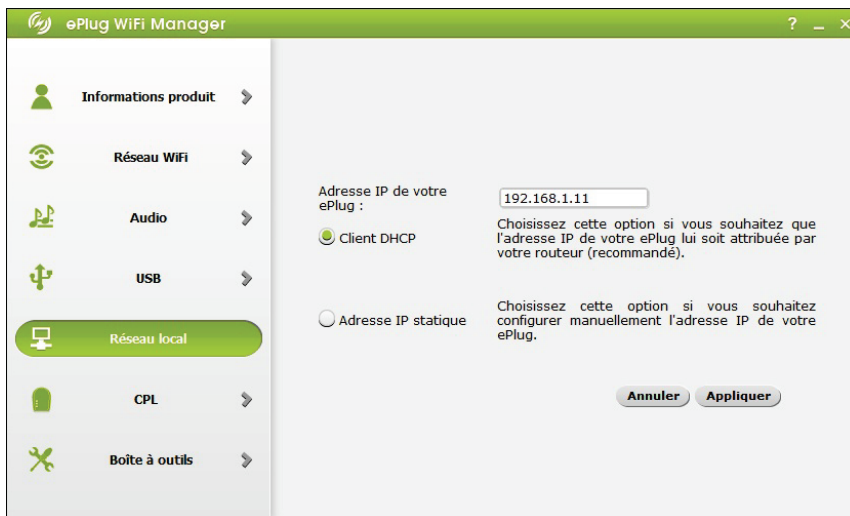 ePlug WiFi Manager
? _ ×
Informations produit
Réseau WiFi
Audio
USB
Réseau local
CPL
Boîte à outils
Adresse IP de votre
ePlug :
192.168.1.11
Client DHCP
Choisissez cette option si vous souhaitez que
l'adresse IP de votre ePlug lui soit attribuée par
votre routeur (recommandé).
Adresse IP statique
Choisissez cette option si vous souhaitez
configurer manuellement l'adresse IP de votre
ePlug.
Annuler Appliquer